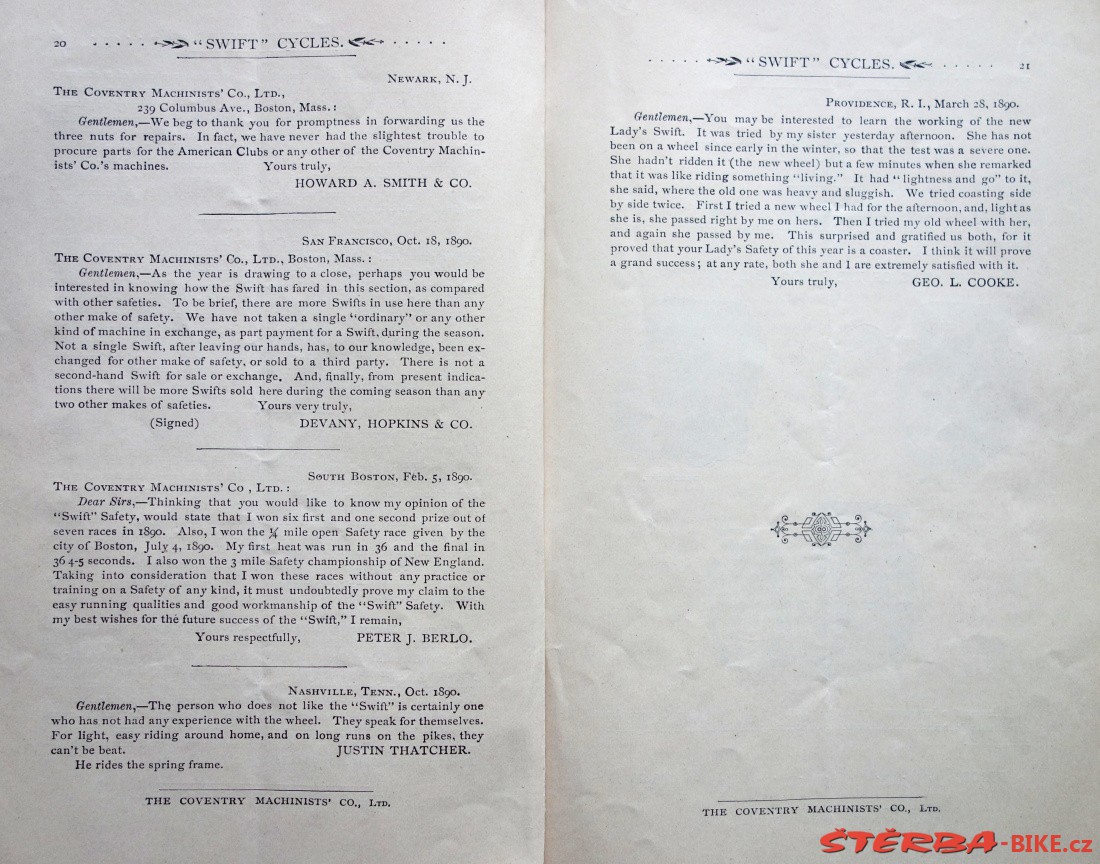 20 . . . . . "SWIFT" CYCLES. . . . . .
NEWARK, N. J.
THE COVENTRY MACHINISTS' CO., LTD.,
239 Columbus Ave., Boston, Mass. :
Gentlemen,—We beg to thank you for promptness in forwarding us the
three nuts for repairs. In fact, we have never had the slightest trouble to
procure parts for the American Clubs or any other of the Coventry Machin-
ists' Co.'s machines. Yours truly,
HOWARD A. SMITH & CO.
SAN FRANCISCO, Oct. 18, 1890.
THE COVENTRY MACHINISTS' CO., LTD., Boston, Mass. :
Gentlemen,—As the year is drawing to a close, perhaps you would be
interested in knowing how the Swift has fared in this section, as compared
with other safeties. To be brief, there are more Swifts in use here than any
other make of safety. We have not taken a single "ordinary" or any other
kind of machine in exchange, as part payment for a Swift, during the season.
Not a single Swift, after leaving our hands, has, to our knowledge, been ex-
changed for other make of safety, or sold to a third party. There is not a
second-hand Swift for sale or exchange. And, finally, from present indica-
tions there will be more Swifts sold here during the coming season than any
two other makes of safeties. Yours very truly,
(Signed) DEVANY, HOPKINS & CO.
SOUTH BOSTON, Feb. 5, 1890.
THE COVENTRY MACHINISTS' Co , LTD. :
Dear Sirs,—Thinking that you would like to know my opinion of the
"Swift" Safety, would state that I won six first and one second prize out of
seven races in 1890. Also, I won the ¼ mile open Safety race given by the
city of Boston, July 4, 1890. My first heat was run in 36 and the final in
36 4-5 seconds. I also won the 3 mile Safety championship of New England.
Taking into consideration that I won these races without any practice or
training on a Safety of any kind, it must undoubtedly prove my claim to the
easy running qualities and good workmanship of the "Swift" Safety. With
my best wishes for the future success of the "Swift," I remain,
Yours respectfully, PETER J. BERLO.
NASHVILLE, TENN., Oct. 1890.
Gentlemen,—The person who does not like the "Swift" is certainly one
who has not had any experience with the wheel. They speak for themselves.
For light, easy riding around home, and on long runs on the pikes, they
can't be beat. JUSTIN THATCHER.
He rides the spring frame.
THE COVENTRY MACHINISTS' CO., LTD.
. . . . . "SWIFT" CYCLES. . . . . . 21
PROVIDENCE, R. I., March 28, 1890.
Gentlemen,—You may be interested to learn the working of the new
Lady's Swift. It was tried by my sister yesterday afternoon. She has not
been on a wheel since early in the winter, so that the test was a severe one.
She hadn't ridden it (the new wheel) but a few minutes when she remarked
that it was like riding something "living." It had "lightness and go" to it,
she said, where the old one was heavy and sluggish. We tried coasting side
by side twice. First I tried a new wheel I had for the afternoon, and, light as
she is, she passed right by me on hers. Then I tried my old wheel with her,
and again she passed by me. This surprised and gratified us both, for it
proved that your Lady's Safety of this year is a coaster. I think it will prove
a grand success; at any rate, both she and I are extremely satisfied with it.
Yours truly, GEO. L. COOKE.
THE COVENTRY MACHINISTS' CO., LTD.
ŠTĚRBA-BIKE.cz